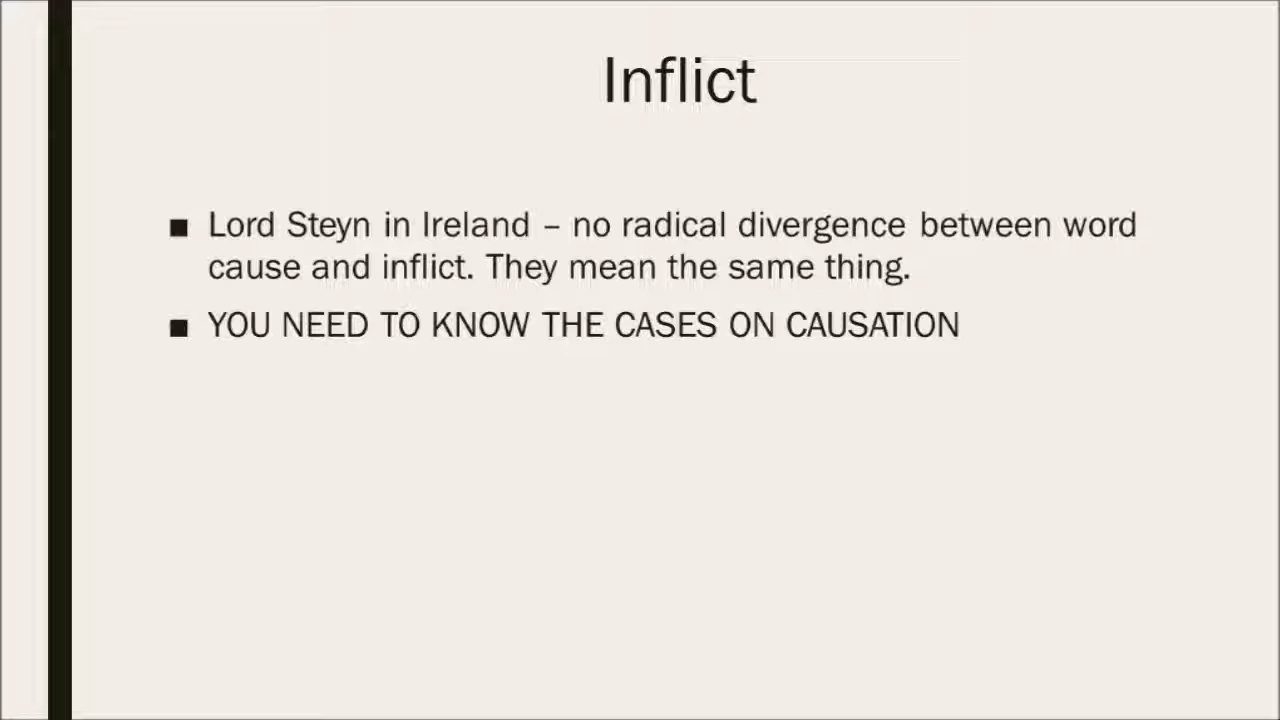 Inflict
■ Lord Steyn in Ireland – no radical divergence between word
cause and inflict. They mean the same thing.
■ YOU NEED TO KNOW THE CASES ON CAUSATION